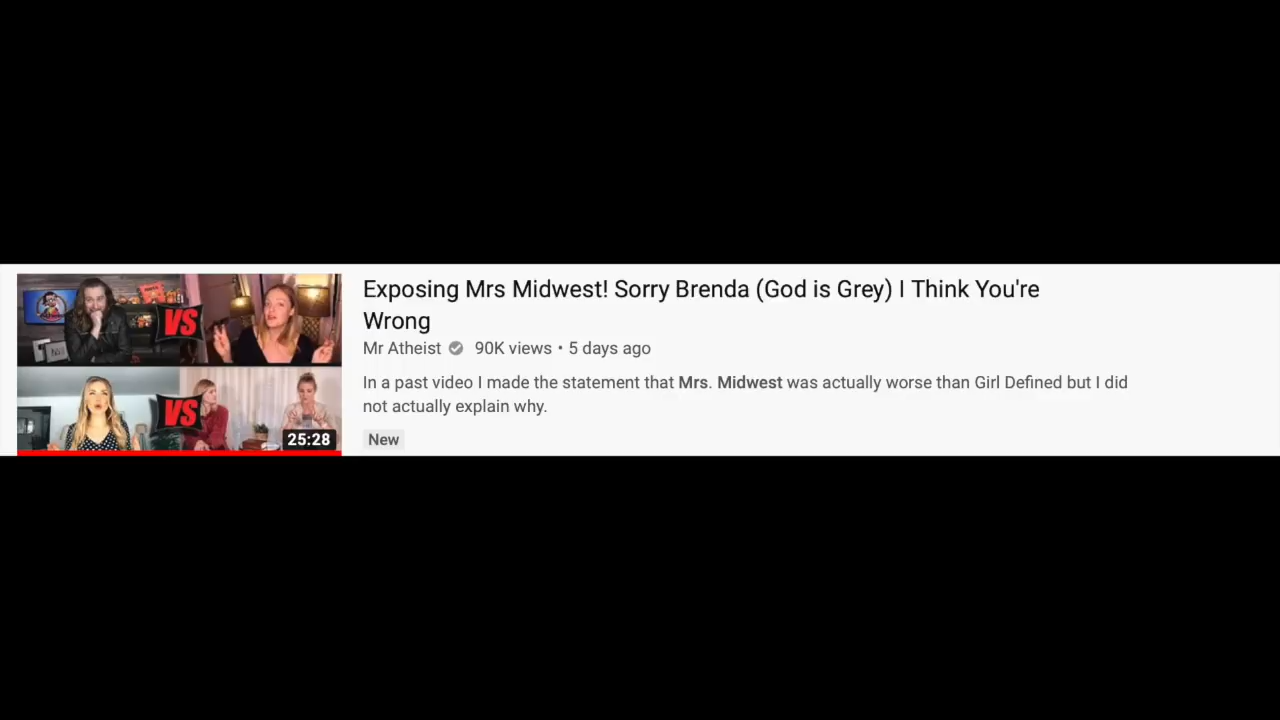 Exposing Mrs Midwest! Sorry Brenda (God is Grey) I Think You're
Wrong
Mr Atheist 90K views • 5 days ago
In a past video I made the statement that Mrs. Midwest was actually worse than Girl Defined but I did
not actually explain why.
New
VS
VS
25:28